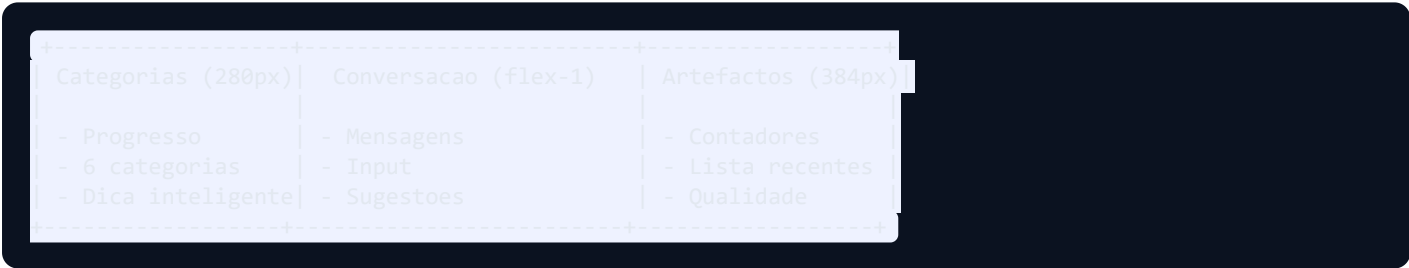 +------------------+-------------------------+------------------+
| Categorias (280px)|  Conversacao (flex-1)   | Artefactos (384px)|
|                   |                         |                  |
| - Progresso       | - Mensagens             | - Contadores     |
| - 6 categorias    | - Input                 | - Lista recentes |
| - Dica inteligente| - Sugestoes             | - Qualidade      |
+------------------+-------------------------+------------------+